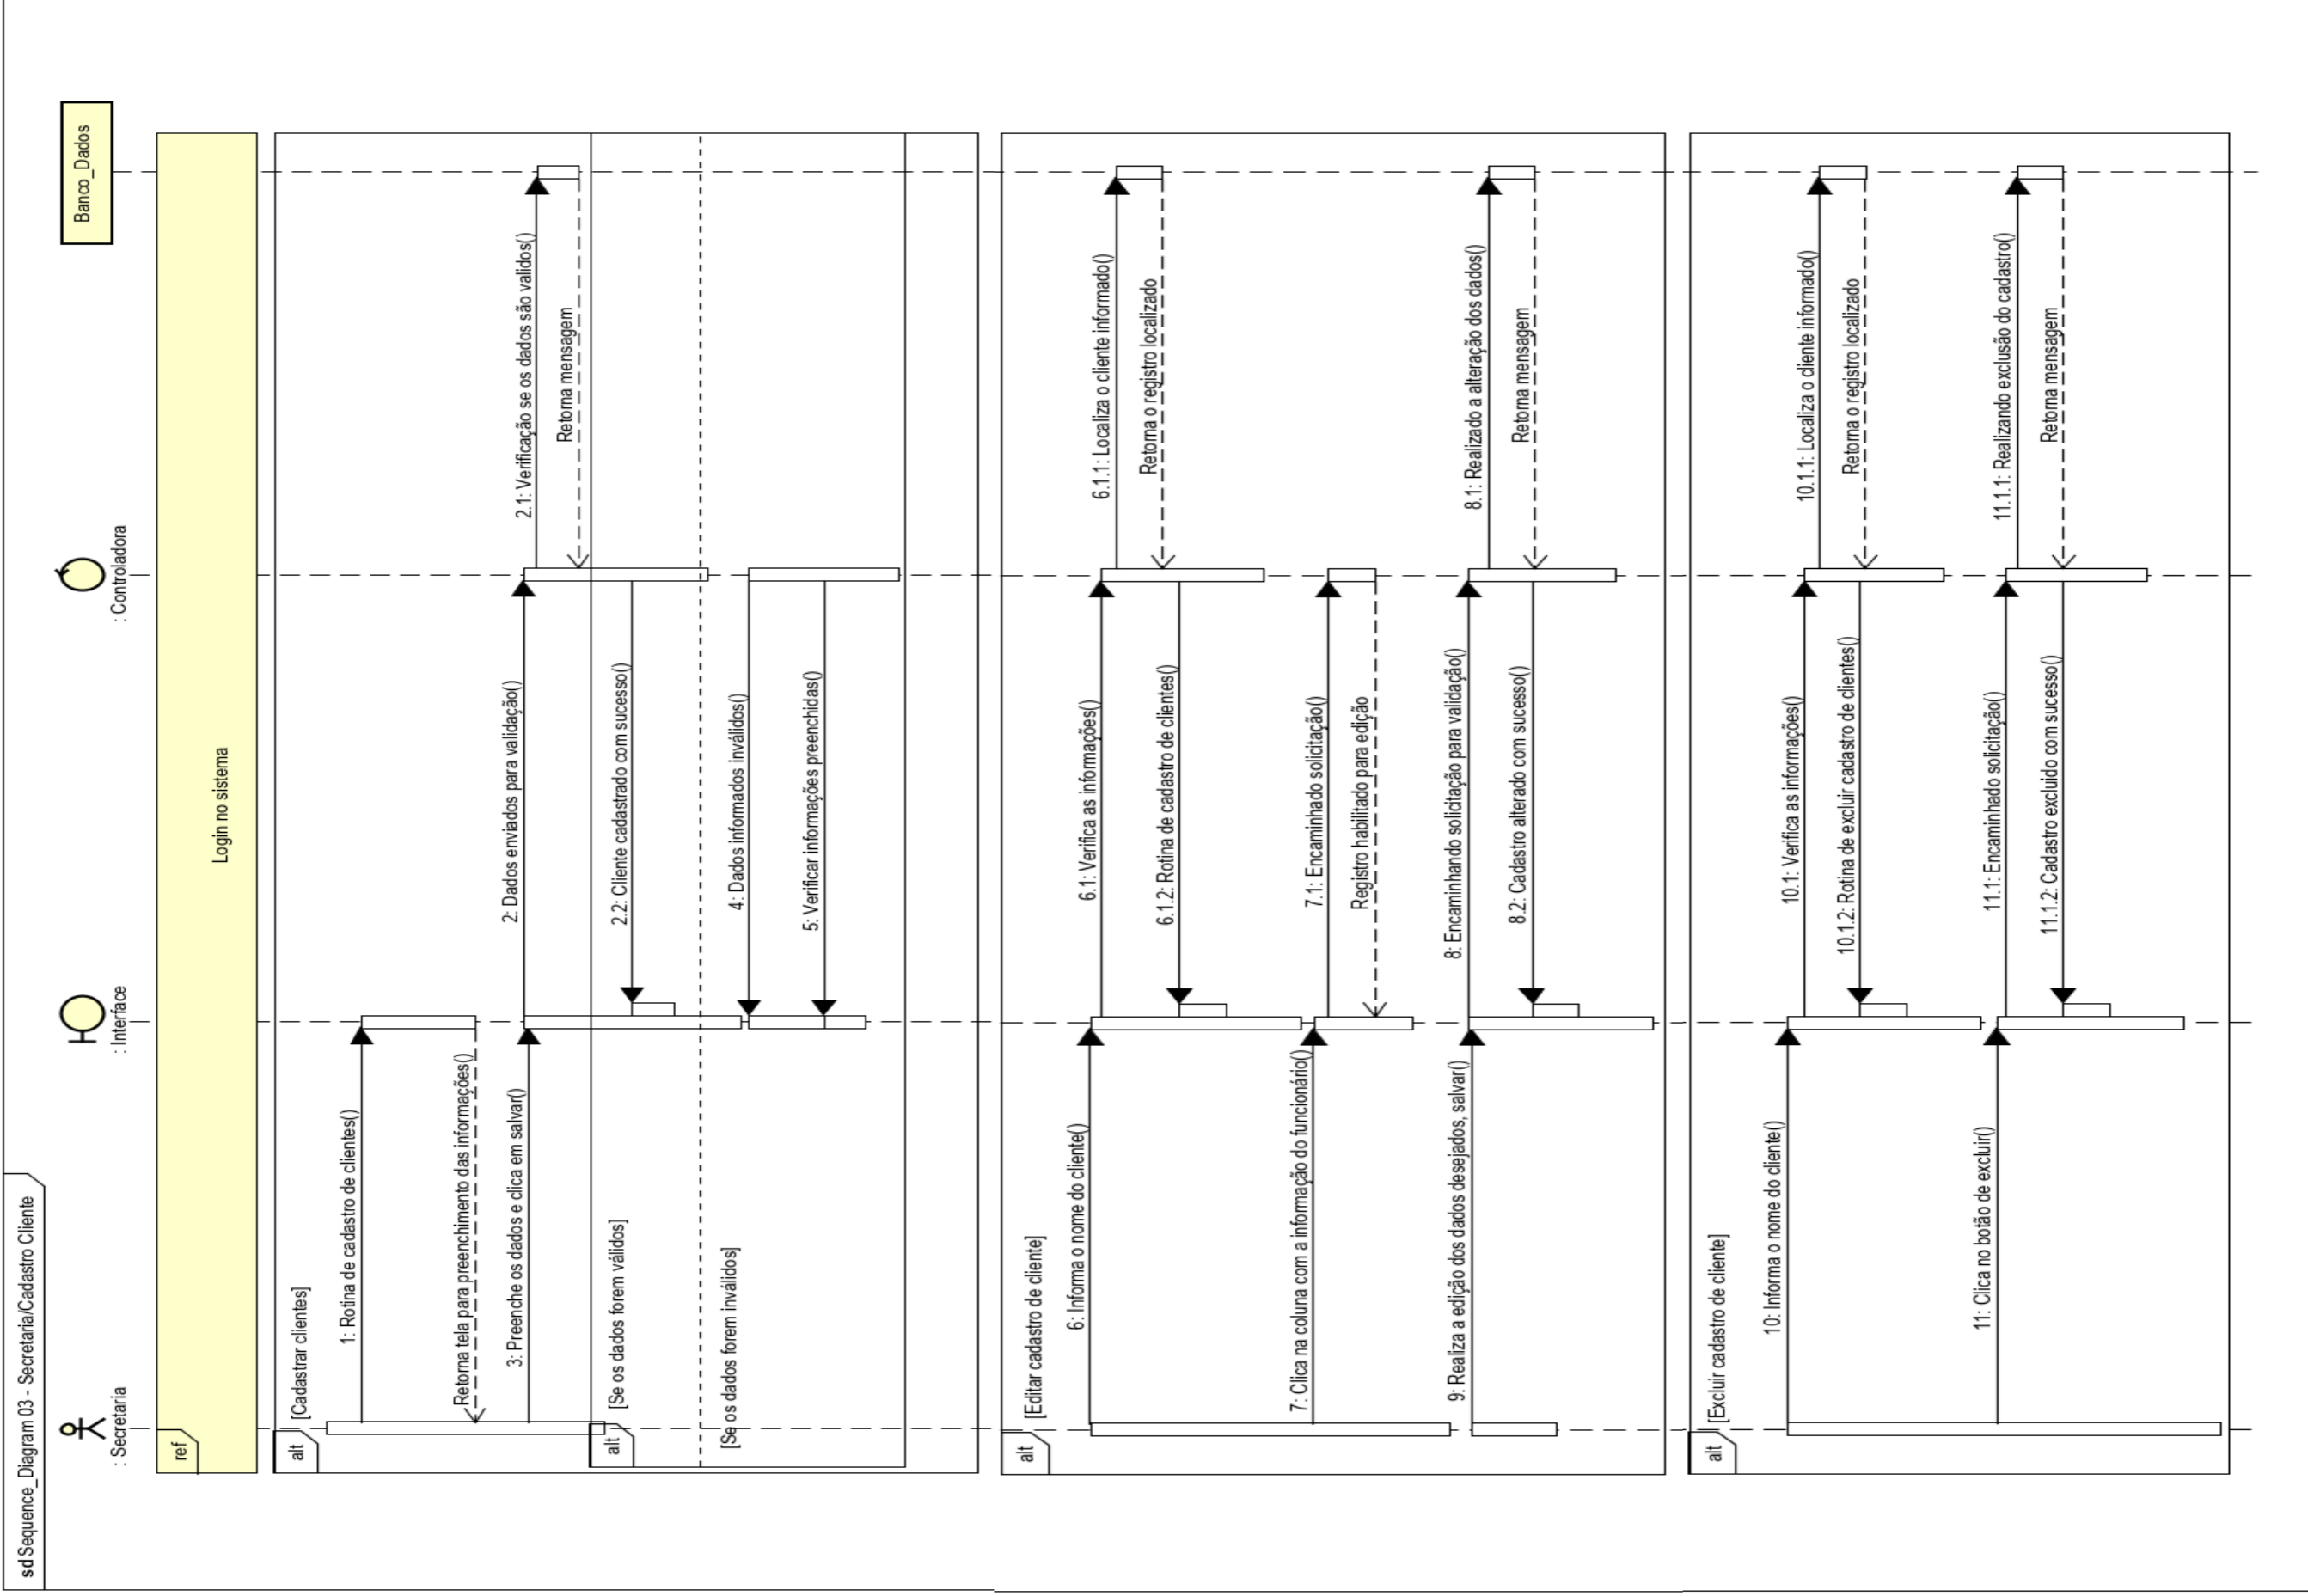 sd Sequence_Diagram 03 - Secretaria/Cadastro Cliente
: Secretaria
: Interface
: Controladora
Banco_Dados
ref
Login no sistema
alt
[Cadastrar clientes]
1: Rotina de cadastro de clientes()
Retorna tela para preenchimento das informações()
3: Preenche os dados e clica em salvar()
2: Dados enviados para validação()
2.1: Verificação se os dados são validos()
Retorna mensagem
alt
[Se os dados forem válidos]
2.2: Cliente cadastrado com sucesso()
[Se os dados forem inválidos]
4: Dados informados inválidos()
5: Verificar informações preenchidas()
alt
[Editar cadastro de cliente]
6: Informa o nome do cliente()
6.1: Verifica as informações()
6.1.1: Localiza o cliente informado()
Retorna o registro localizado
6.1.2: Rotina de cadastro de clientes()
7: Clica na coluna com a informação do funcionário()
7.1: Encaminhado solicitação()
Registro habilitado para edição
9: Realiza a edição dos dados desejados, salvar()
8: Encaminhando solicitação para validação()
8.1: Realizado a alteração dos dados()
Retorna mensagem
8.2: Cadastro alterado com sucesso()
alt
[Excluir cadastro de cliente]
10: Informa o nome do cliente()
10.1: Verifica as informações()
10.1.1: Localiza o cliente informado()
Retorna o registro localizado
10.1.2: Rotina de excluir cadastro de clientes()
11: Clica no botão de excluir()
11.1: Encaminhado solicitação()
11.1.1: Realizando exclusão do cadastro()
Retorna mensagem
11.1.2: Cadastro excluido com sucesso()